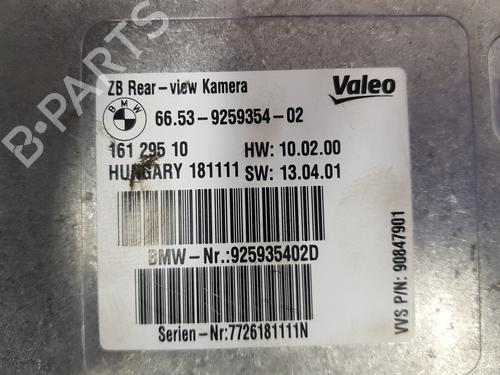 ZB Rear-view Kamera
Valeo
BMW
66.53-9259354-02
161 295 10 HW: 10.02.00
HUNGARY 181111 SW: 13.04.01
BMW-Nr.:925935402D
Serien-Nr:7726181111N
VVS P/N: 90847901
B-PARTS